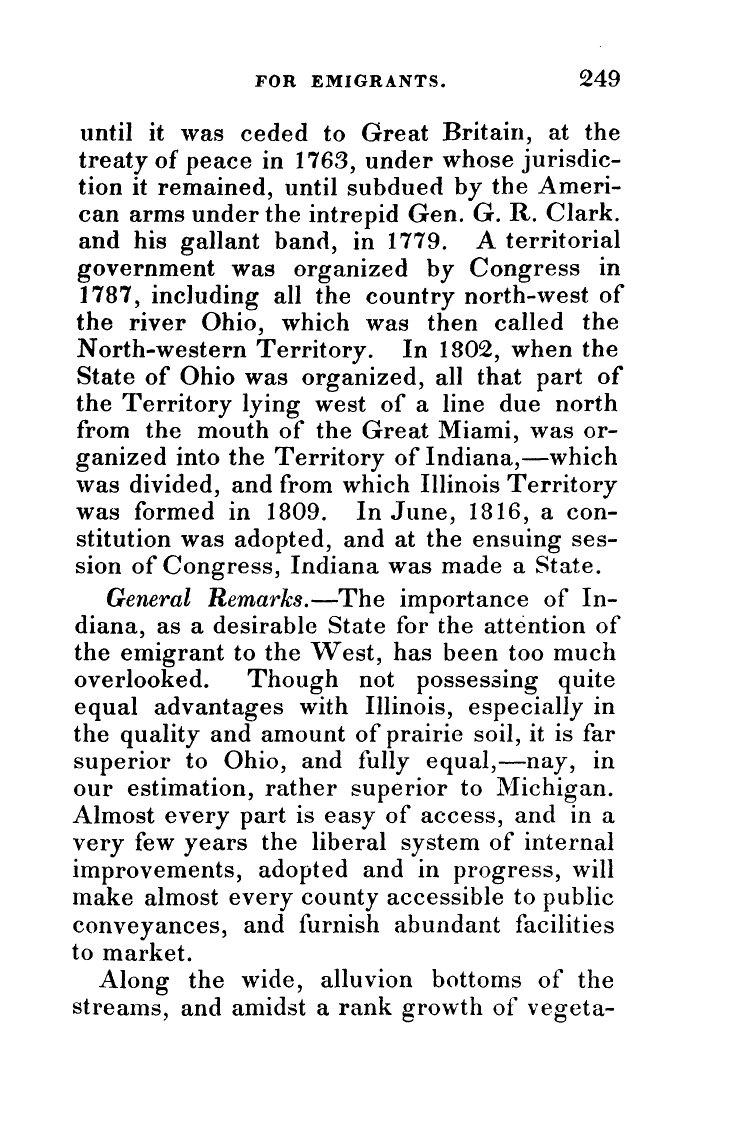 FOR EMIGRANTS. 249
until it was ceded to Great Britain, at the
treaty of peace in 1763, under whose jurisdic-
tion it remained, until subdued by the Ameri-
can arms under the intrepid Gen. G. R. Clark.
and his gallant band, in 1779. A territorial
government was organized by Congress in
1787, including all the country north-west of
the river Ohio, which was then called the
North-western Territory. In 1802, when the
State of Ohio was organized, all that part of
the Territory lying west of a line due north
from the mouth of the Great Miami, was or-
ganized into the Territory of Indiana,—which
was divided, and from which Illinois Territory
was formed in 1809. In June, 1816, a con-
stitution was adopted, and at the ensuing ses-
sion of Congress, Indiana was made a State.
General Remarks.—The importance of In-
diana, as a desirable State for the attention of
the emigrant to the West, has been too much
overlooked. Though not possessing quite
equal advantages with Illinois, especially in
the quality and amount of prairie soil, it is far
superior to Ohio, and fully equal,—nay, in
our estimation, rather superior to Michigan.
Almost every part is easy of access, and in a
very few years the liberal system of internal
improvements, adopted and in progress, will
make almost every county accessible to public
conveyances, and furnish abundant facilities
to market.
Along the wide, alluvion bottoms of the
streams, and amidst a rank growth of vegeta-